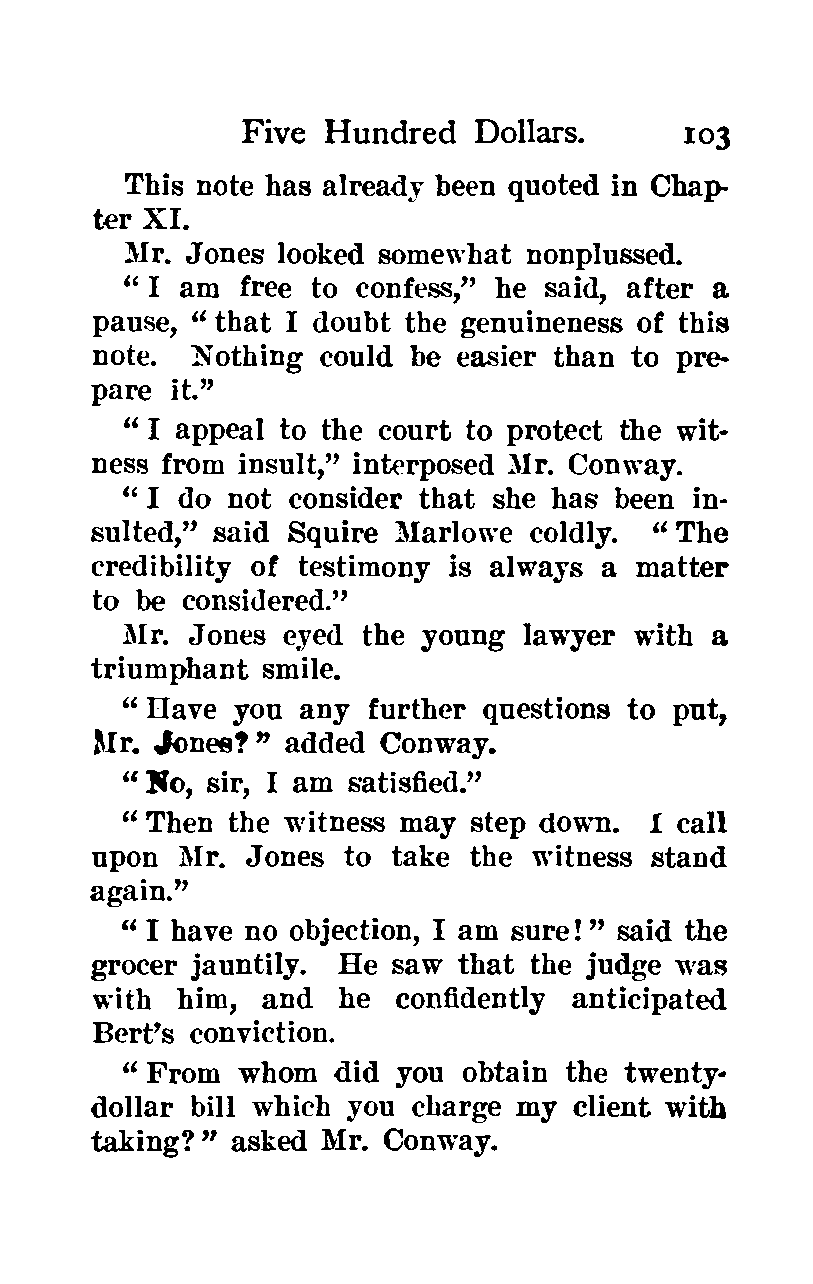 Five Hundred Dollars. 103
This note has already been quoted in Chap-
ter XI.
Mr. Jones looked somewhat nonplussed.
“ I am free to confess,” he said, after a
pause, “ that I doubt the genuineness of this
note. Nothing could be easier than to pre-
pare it.”
“ I appeal to the court to protect the wit-
ness from insult,” interposed Mr. Conway.
“ I do not consider that she has been in-
sulted,” said Squire Marlowe coldly. “ The
credibility of testimony is always a matter
to be considered.”
Mr. Jones eyed the young lawyer with a
triumphant smile.
“ Have you any further questions to put,
Mr. Jones? ” added Conway.
“ No, sir, I am satisfied.”
“ Then the witness may step down. I call
upon Mr. Jones to take the witness stand
again.”
“ I have no objection, I am sure! ” said the
grocer jauntily. He saw that the judge was
with him, and he confidently anticipated
Bert’s conviction.
“ From whom did you obtain the twenty-
dollar bill which you charge my client with
taking? ” asked Mr. Conway.